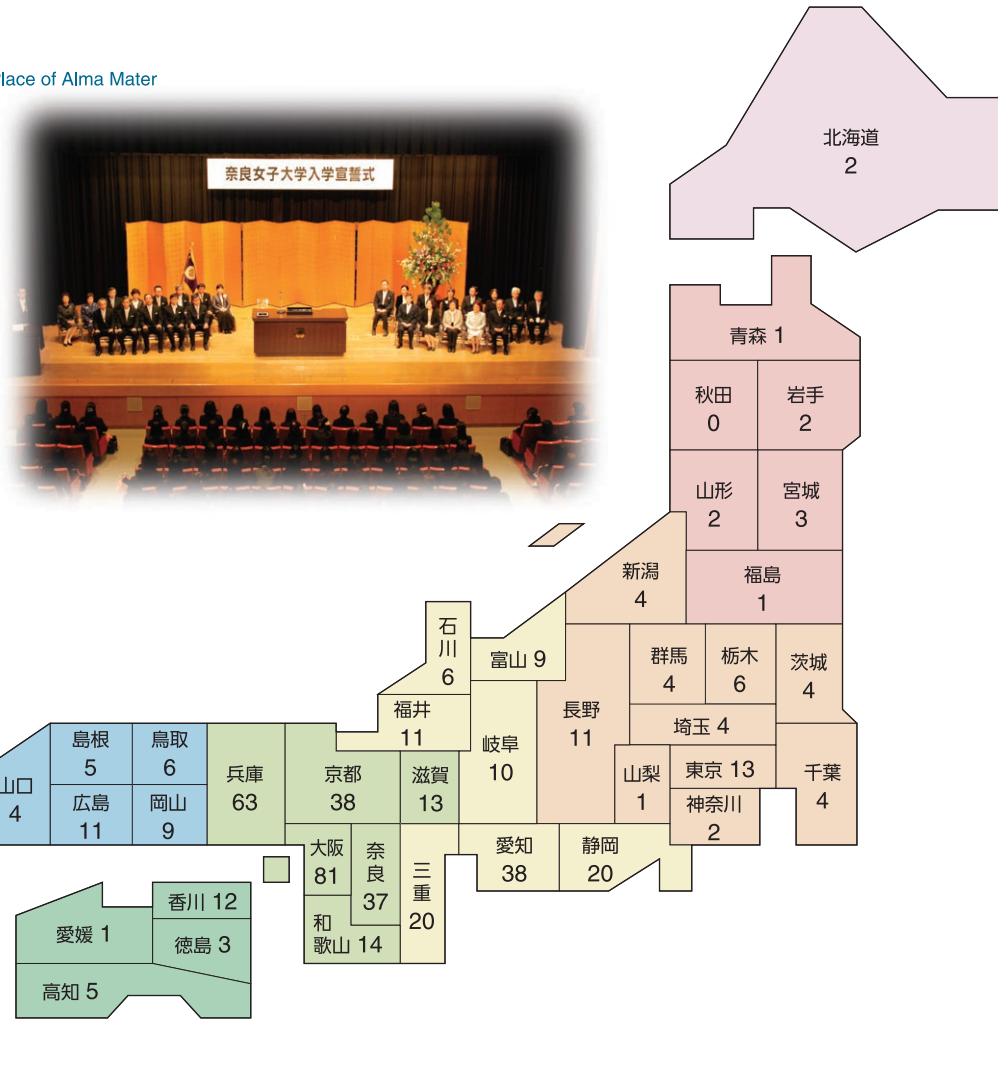 Place of Alma Mater
奈良女子大学入学宣誓式
北海道
2
青森 1
秋田
0
岩手
2
山形
2
宮城
3
新潟
4
福島
1
石川
6
富山 9
群馬
4
栃木
6
茨城
4
福井
11
長野
11
埼玉 4
岐阜
10
山梨
1
東京 13
千葉
4
神奈川
2
山口
4
島根
5
鳥取
6
広島
11
岡山
9
兵庫
63
京都
38
滋賀
13
大阪
81
奈良
37
三重
20
愛知
38
静岡
20
和
歌山 14
香川 12
愛媛 1
徳島 3
高知 5